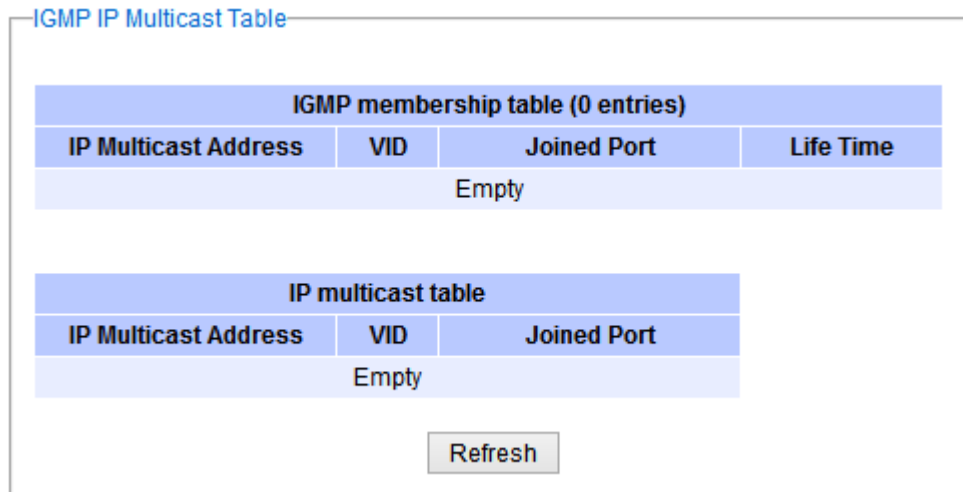 IGMP IP Multicast Table
IGMP membership table (0 entries)
IP Multicast Address VID Joined Port Life Time
Empty
IP multicast table
IP Multicast Address VID Joined Port
Empty
Refresh